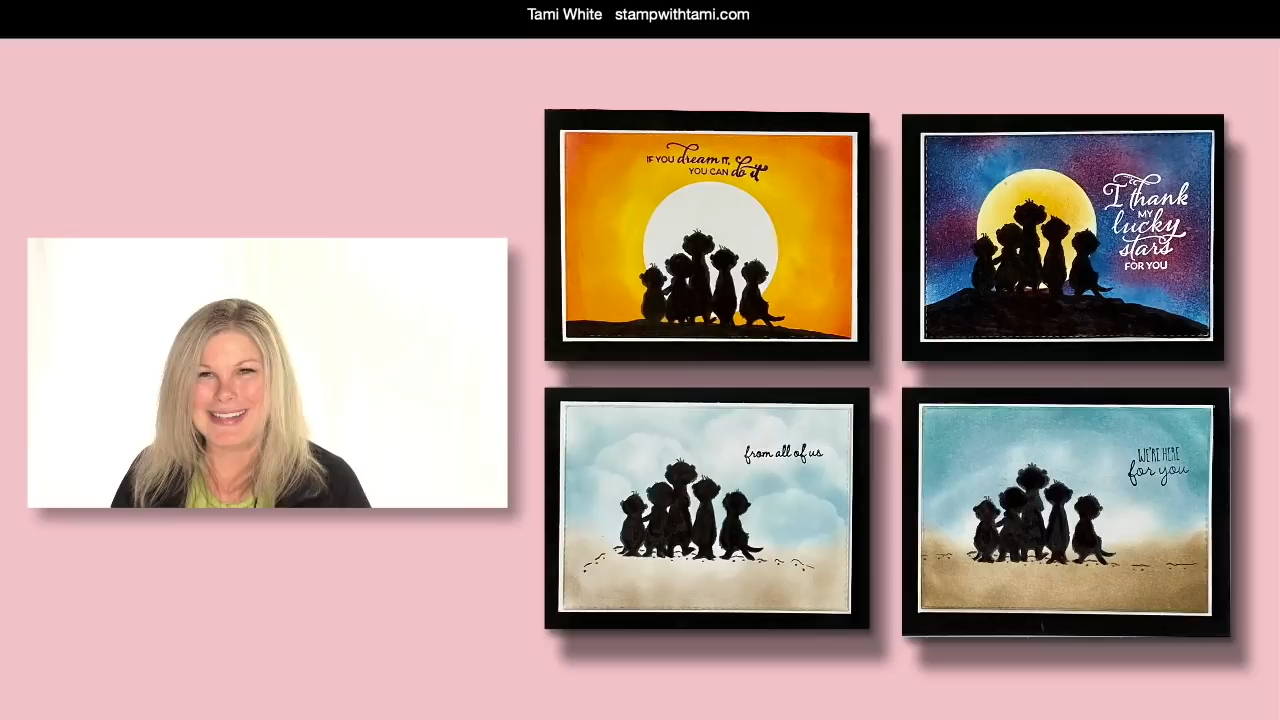 Tami White   stampwithtami.com
IF YOU dream IT,
YOU CAN do it
I thank
MY
lucky
stars
FOR YOU
from all of us
WE'RE HERE
for you